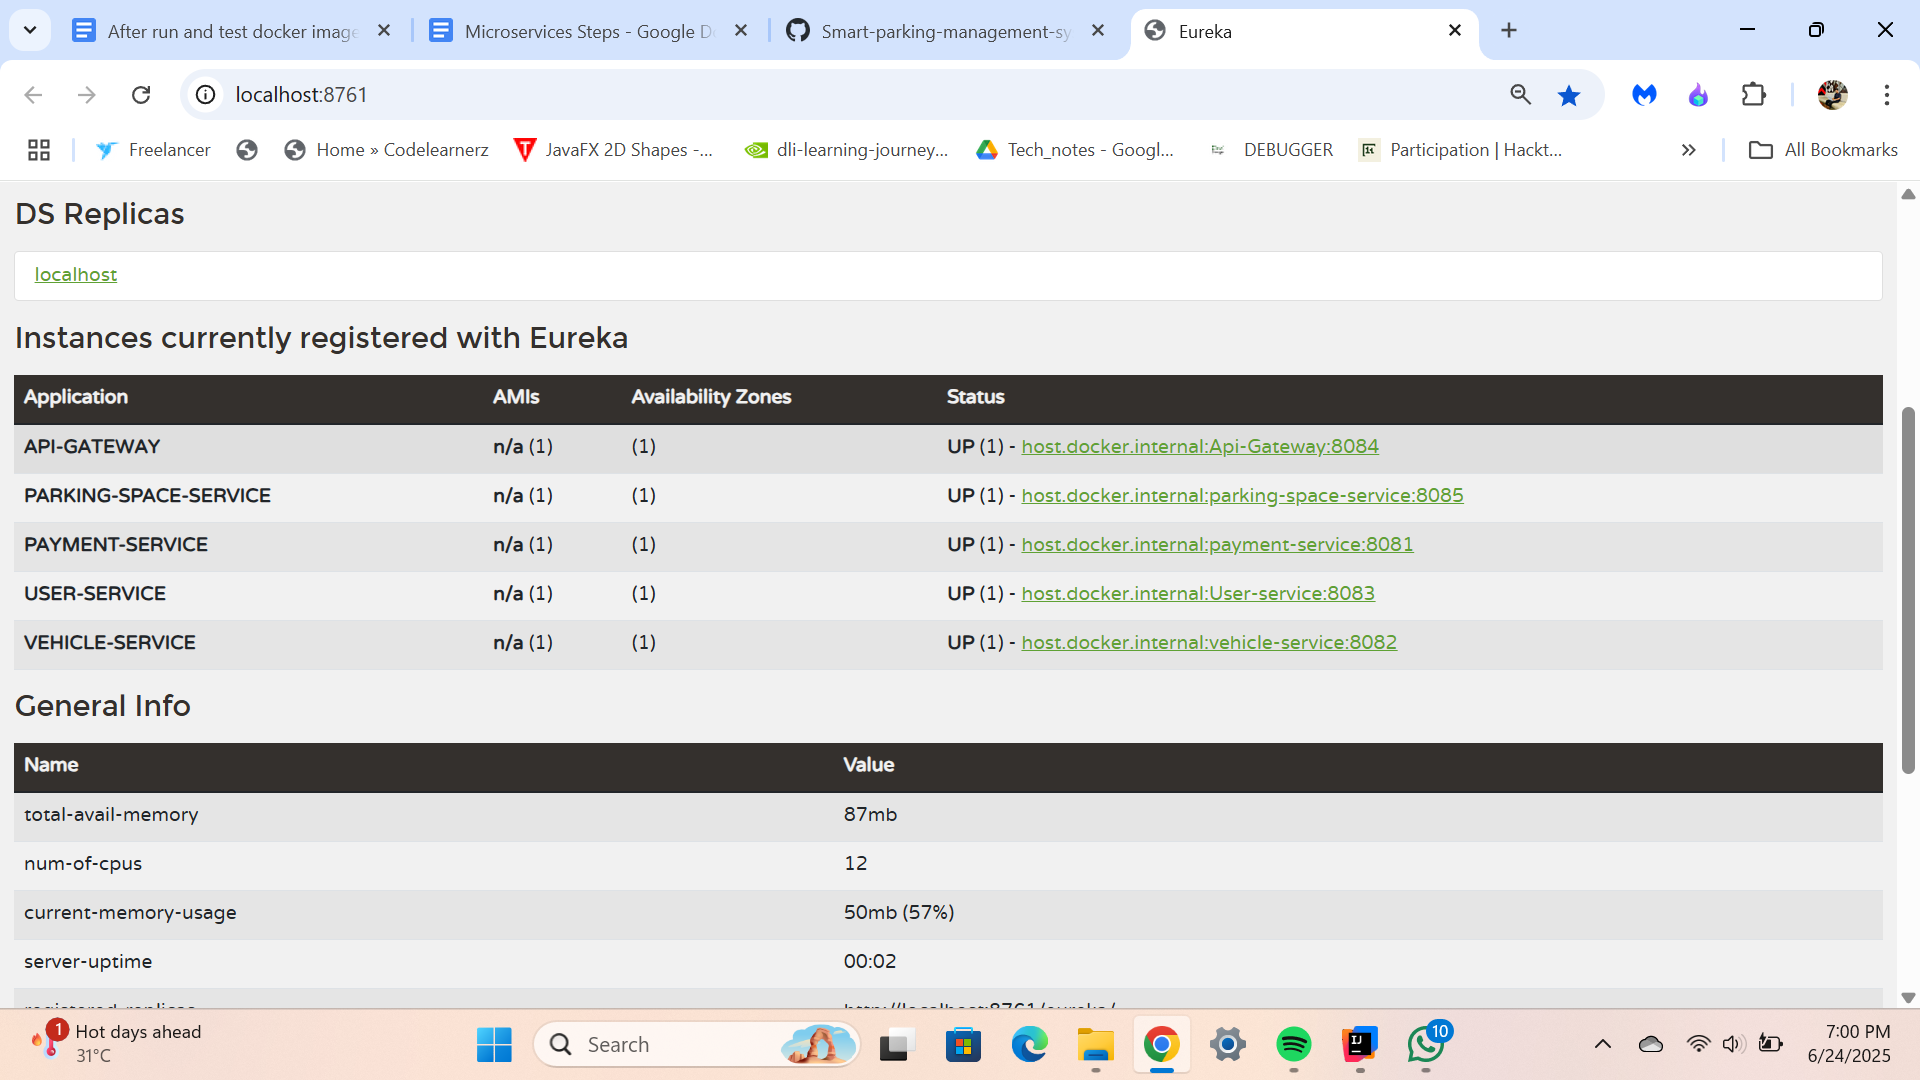 After run and test docker image
Microservices Steps - Google D
Smart-parking-management-sy
Eureka
localhost:8761
Freelancer
Home » Codelearnerz
JavaFX 2D Shapes -...
dli-learning-journey...
Tech_notes - Googl...
DEBUGGER
Participation | Hackt...
All Bookmarks
DS Replicas
localhost
Instances currently registered with Eureka
Application AMIs Availability Zones Status
API-GATEWAY n/a (1) (1) UP (1) - host.docker.internal:Api-Gateway:8084
PARKING-SPACE-SERVICE n/a (1) (1) UP (1) - host.docker.internal:parking-space-service:8085
PAYMENT-SERVICE n/a (1) (1) UP (1) - host.docker.internal:payment-service:8081
USER-SERVICE n/a (1) (1) UP (1) - host.docker.internal:User-service:8083
VEHICLE-SERVICE n/a (1) (1) UP (1) - host.docker.internal:vehicle-service:8082
General Info
Name Value
total-avail-memory 87mb
num-of-cpus 12
current-memory-usage 50mb (57%)
server-uptime 00:02
registered-replicas http://localhost:8761/eureka/
1
Hot days ahead
31°C
Search
10
7:00 PM
6/24/2025